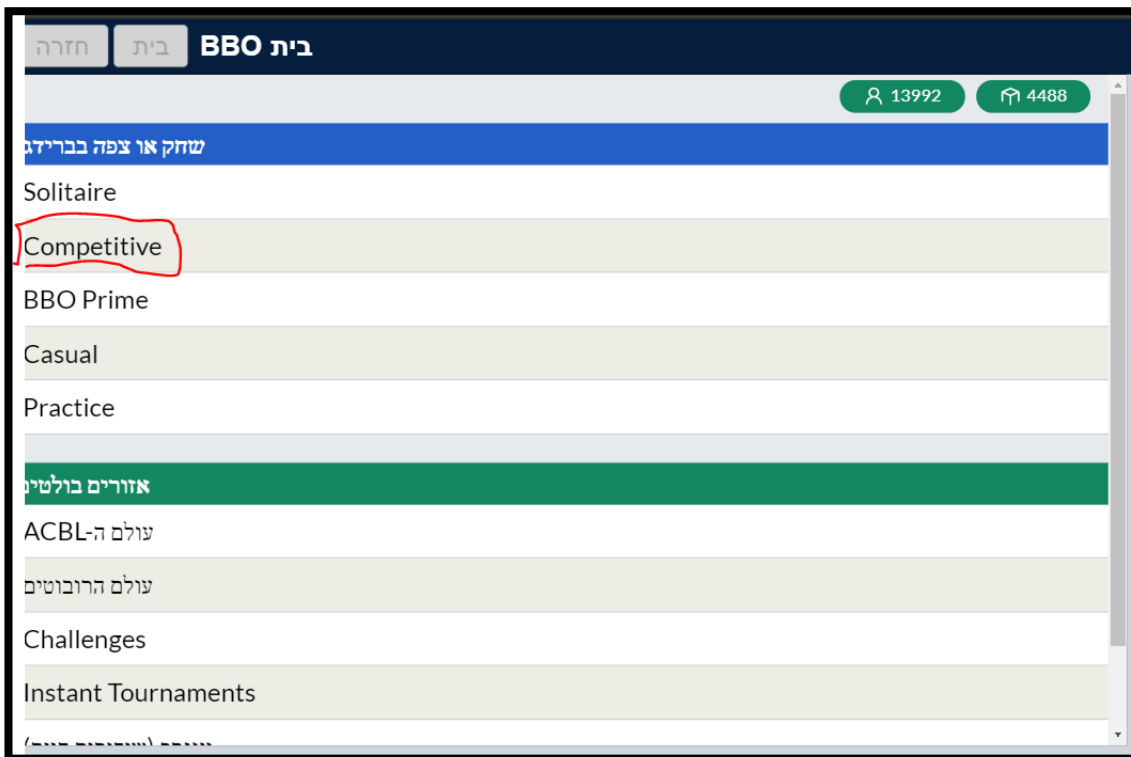 חזרה בית בית BBO
13992 4488
שחק או צפה בברידג
Solitaire
Competitive
BBO Prime
Casual
Practice
אזורים בולטים
עולם ה-ACBL
עולם הרובוטים
Challenges
Instant Tournaments